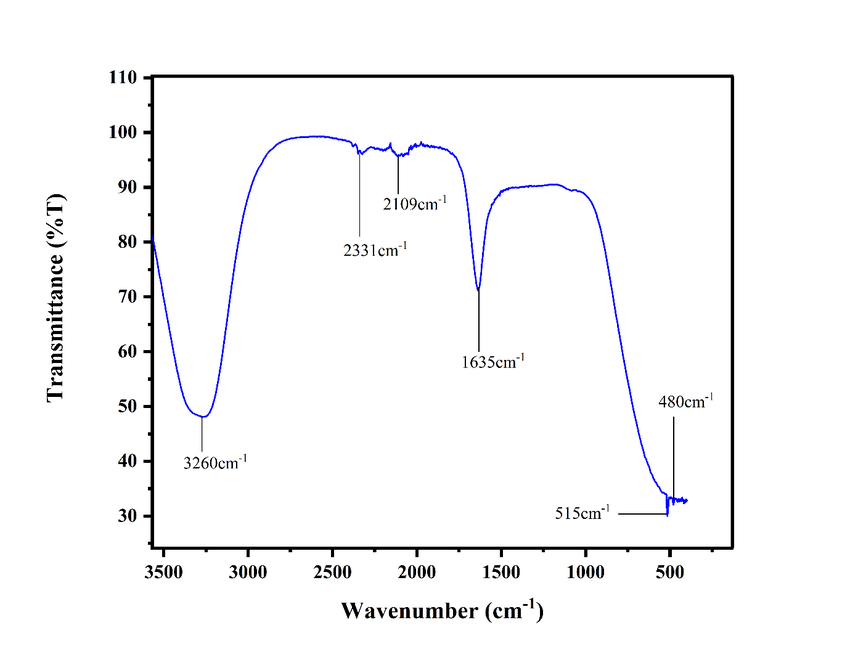 110
100
90
80
70
60
50
40
30
Transmittance (%T)
2109cm⁻¹
2331cm⁻¹
1635cm⁻¹
480cm⁻¹
3260cm⁻¹
515cm⁻¹
3500 3000 2500 2000 1500 1000 500
Wavenumber (cm⁻¹)